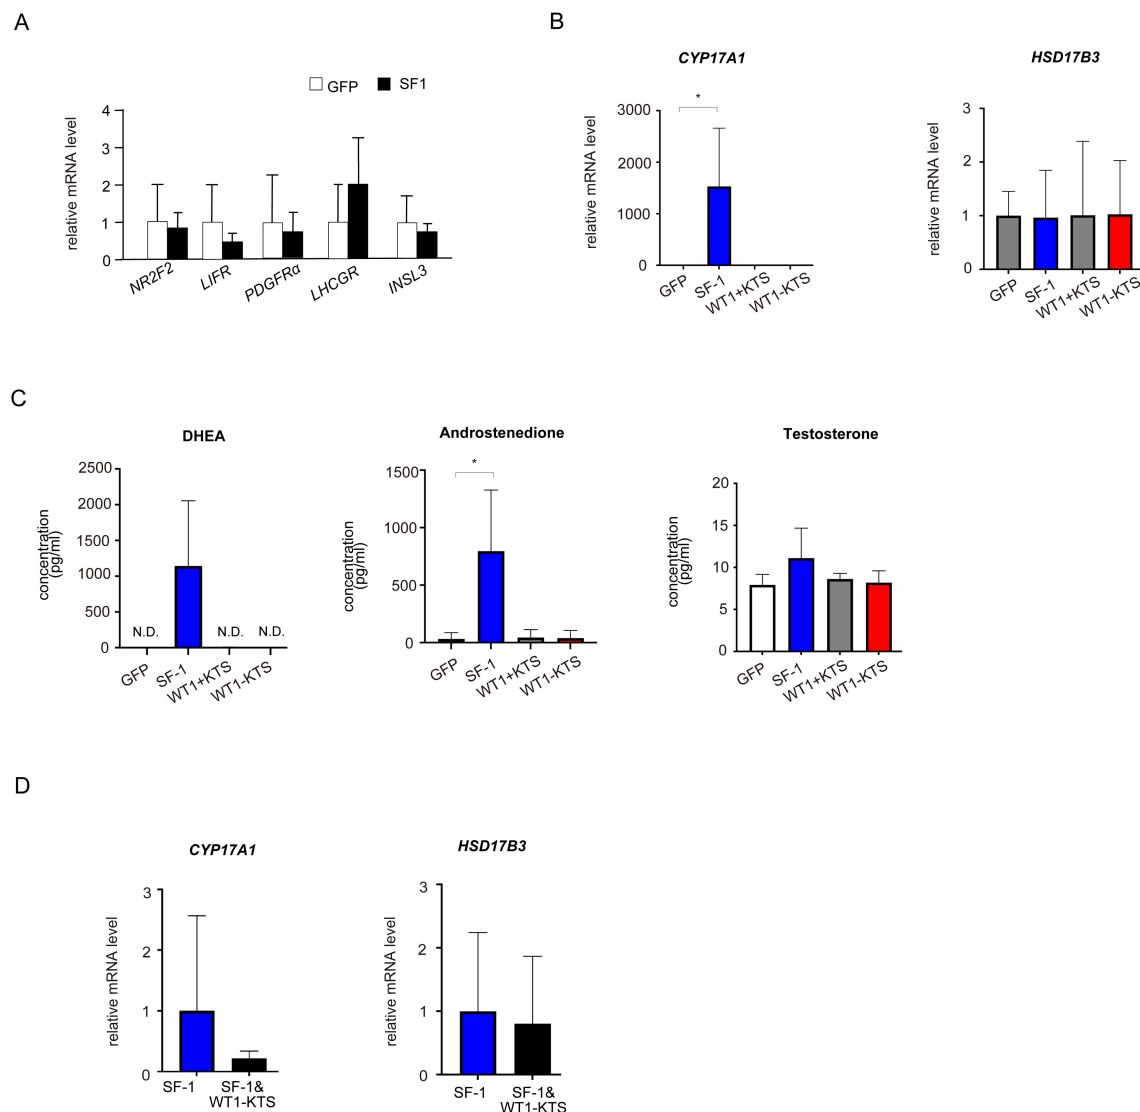 A
GFP SF1
relative mRNA level
4
3
2
1
0
NR2F2 LIFR PDGFRα LHCGR INSL3
B
CYP17A1
*
relative mRNA level
3000
2000
1000
0
GFP SF-1 WT1+KTS WT1-KTS
HSD17B3
relative mRNA level
3
2
1
0
GFP SF-1 WT1+KTS WT1-KTS
C
DHEA
concentration
(pg/ml)
2500
2000
1500
1000
500
0
N.D. N.D. N.D.
GFP SF-1 WT1+KTS WT1-KTS
Androstenedione
*
concentration
(pg/ml)
1500
1000
500
0
GFP SF-1 WT1+KTS WT1-KTS
Testosterone
concentration
(pg/ml)
20
15
10
5
0
GFP SF-1 WT1+KTS WT1-KTS
D
CYP17A1
relative mRNA level
3
2
1
0
SF-1 SF-1&
WT1-KTS
HSD17B3
relative mRNA level
3
2
1
0
SF-1 SF-1&
WT1-KTS